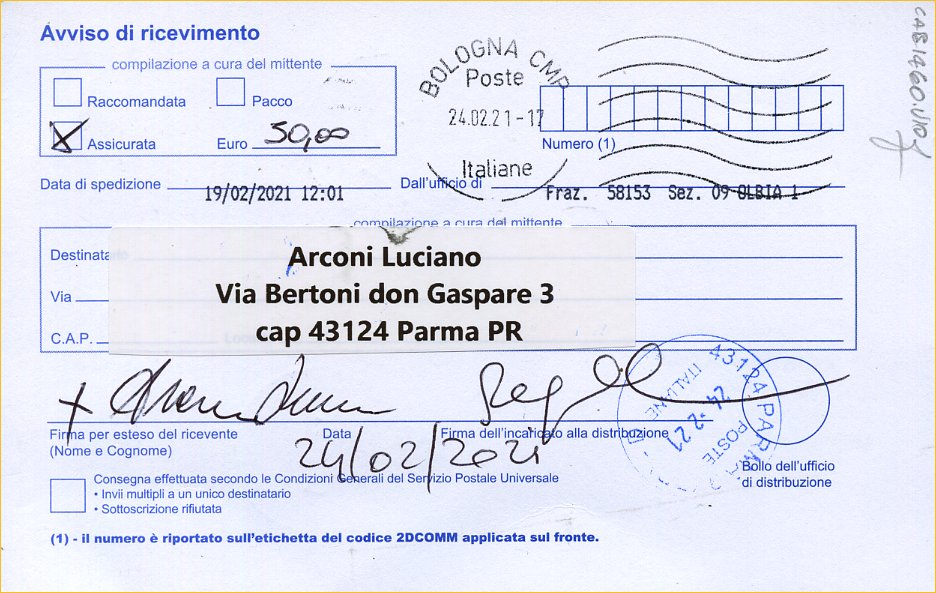 Avviso di ricevimento
compilazione a cura del mittente
Raccomandata Pacco
Assicurata Euro 50,00
BOLOGNA CMP
Poste
24.02.21-17
Italiane
Numero (1)
Data di spedizione 19/02/2021 12:01 Dall'ufficio di Fraz. 58153 Sez. 09 OLBIA 1
compilazione a cura del mittente
Destinata
Arconi Luciano
Via
Via Bertoni don Gaspare 3
C.A.P.
cap 43124 Parma PR
43124 PARMA
24.2.21
POSTE
ITALIANE
Firma per esteso del ricevente
(Nome e Cognome)
Data
24/02/2021
Firma dell'incaricato alla distribuzione
Bollo dell'ufficio
di distribuzione
Consegna effettuata secondo le Condizioni Generali del Servizio Postale Universale
• Invii multipli a un unico destinatario
• Sottoscrizione rifiutata
(1) - il numero è riportato sull'etichetta del codice 2DCOMM applicata sul fronte.